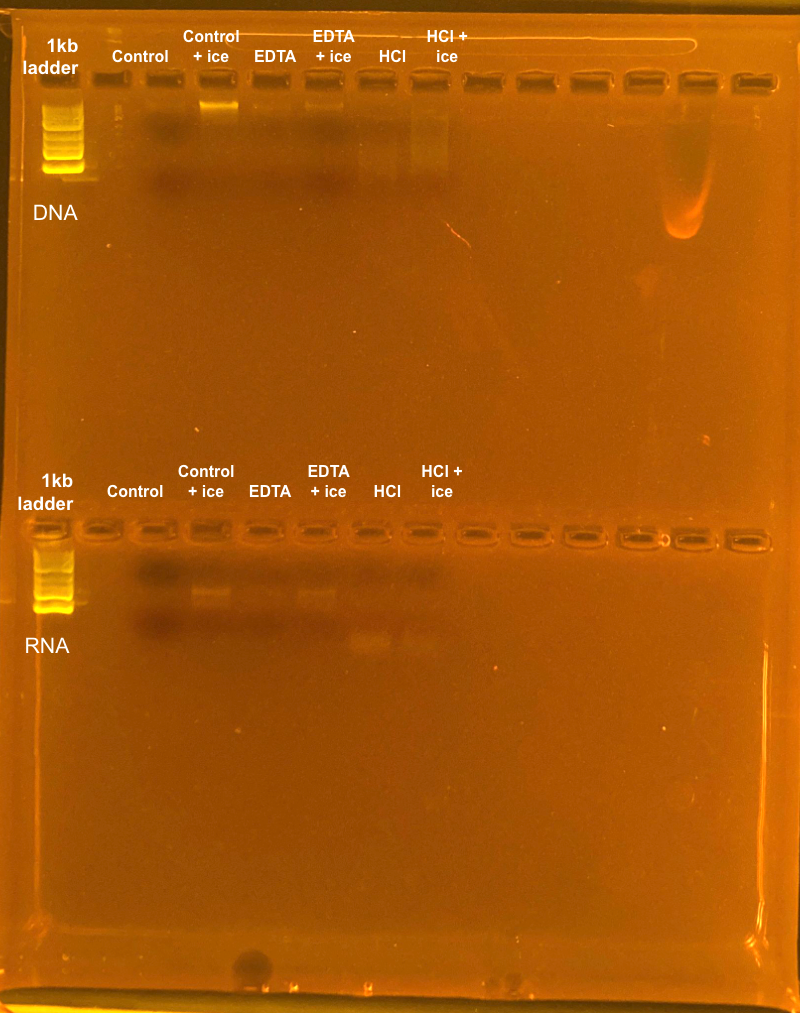 1kb
ladder
Control
Control
+ ice
EDTA
EDTA
+ ice
HCl
HCl +
ice
DNA
1kb
ladder
Control
Control
+ ice
EDTA
EDTA
+ ice
HCl
HCl +
ice
RNA